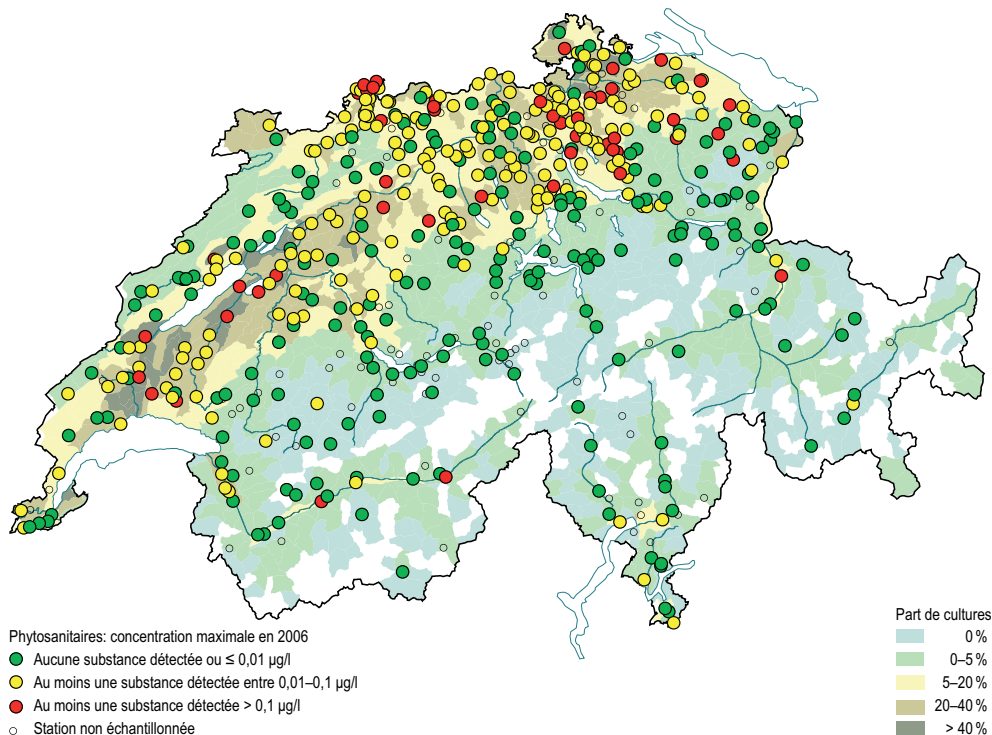 Phytosanitaires: concentration maximale en 2006
Aucune substance détectée ou ≤ 0,01 µg/l
Au moins une substance détectée entre 0,01–0,1 µg/l
Au moins une substance détectée > 0,1 µg/l
Station non échantillonnée
Part de cultures
0 %
0–5 %
5–20 %
20–40 %
> 40 %